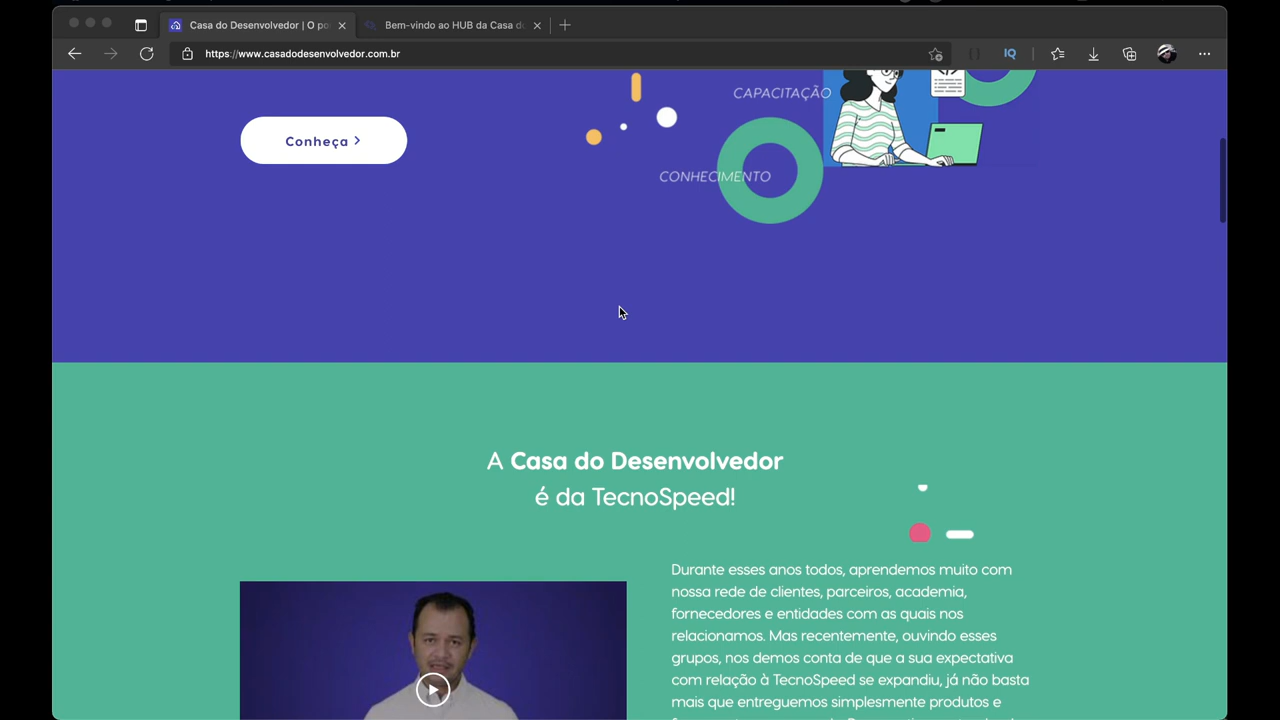 Casa do Desenvolvedor | O po
Bem-vindo ao HUB da Casa do
https://www.casadodesenvolvedor.com.br
IQ
CAPACITAÇÃO
Conheça >
CONHECIMENTO
A Casa do Desenvolvedor
é da TecnoSpeed!
Durante esses anos todos, aprendemos muito com
nossa rede de clientes, parceiros, academia,
fornecedores e entidades com as quais nos
relacionamos. Mas recentemente, ouvindo esses
grupos, nos demos conta de que a sua expectativa
com relação à TecnoSpeed se expandiu, já não basta
mais que entreguemos simplesmente produtos e